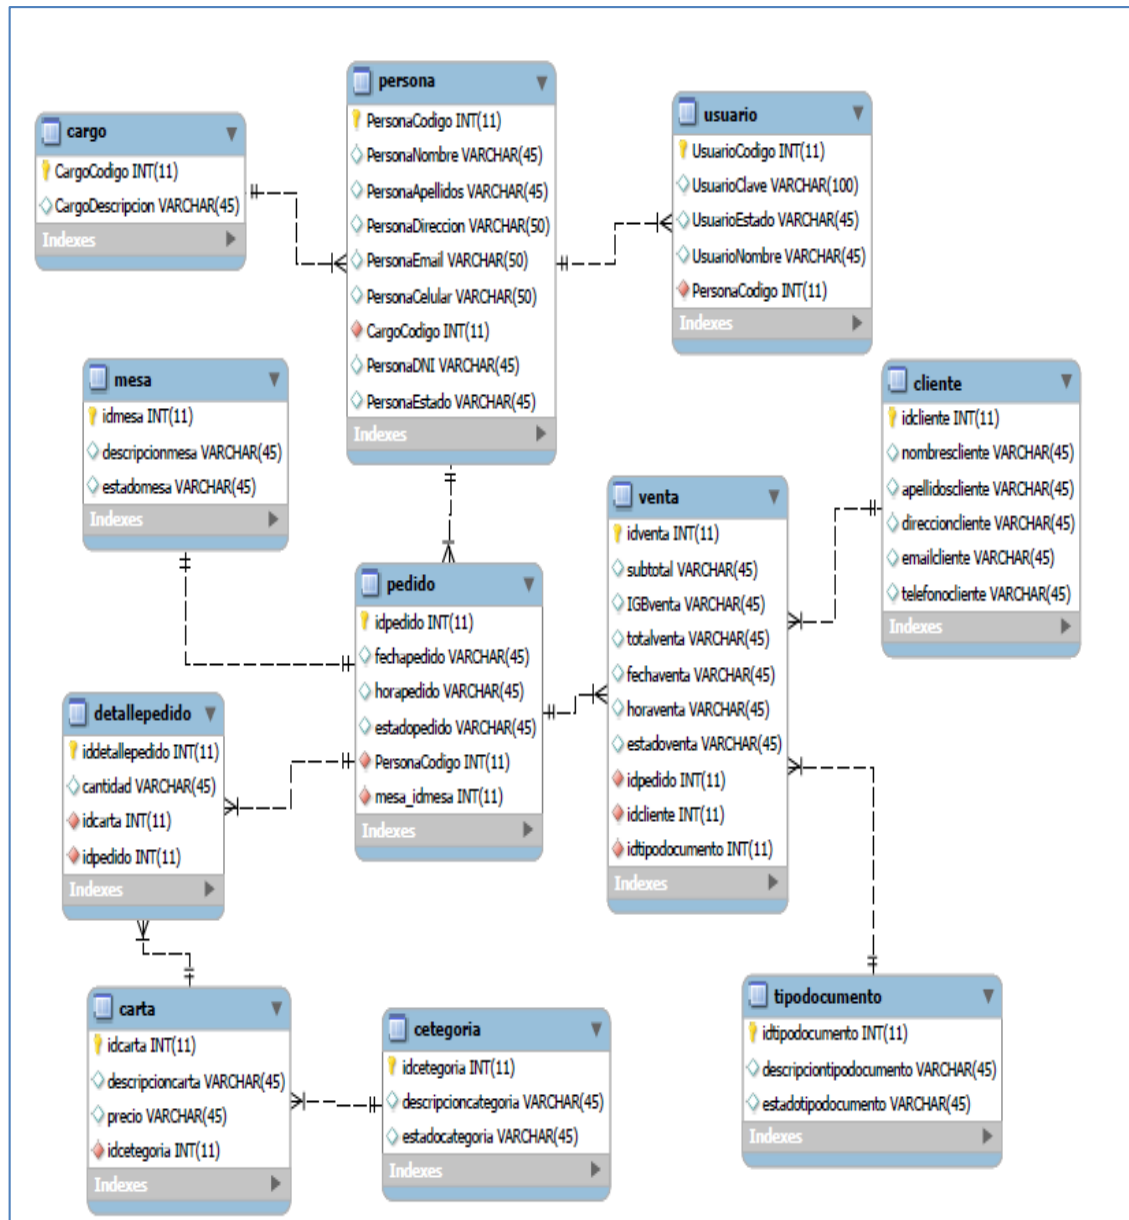 cargo
CargoCodigo INT(11)
CargoDescripcion VARCHAR(45)
Indexes
persona
PersonaCodigo INT(11)
PersonaNombre VARCHAR(45)
PersonaApellidos VARCHAR(45)
PersonaDireccion VARCHAR(50)
PersonaEmail VARCHAR(50)
PersonaCelular VARCHAR(50)
CargoCodigo INT(11)
PersonaDNI VARCHAR(45)
PersonaEstado VARCHAR(45)
Indexes
usuario
UsuarioCodigo INT(11)
UsuarioClave VARCHAR(100)
UsuarioEstado VARCHAR(45)
UsuarioNombre VARCHAR(45)
PersonaCodigo INT(11)
Indexes
mesa
idmesa INT(11)
descripcionmesa VARCHAR(45)
estadomesa VARCHAR(45)
Indexes
cliente
idcliente INT(11)
nombrescliente VARCHAR(45)
apellidoscliente VARCHAR(45)
direccioncliente VARCHAR(45)
emailcliente VARCHAR(45)
telefonocliente VARCHAR(45)
Indexes
venta
idventa INT(11)
subtotal VARCHAR(45)
IGBventa VARCHAR(45)
totalventa VARCHAR(45)
fechaventa VARCHAR(45)
horaventa VARCHAR(45)
estadoventa VARCHAR(45)
idpedido INT(11)
idcliente INT(11)
idtipodocumento INT(11)
Indexes
pedido
idpedido INT(11)
fechapedido VARCHAR(45)
horapedido VARCHAR(45)
estadopedido VARCHAR(45)
PersonaCodigo INT(11)
mesa_idmesa INT(11)
Indexes
detallepedido
iddetallepedido INT(11)
cantidad VARCHAR(45)
idcarta INT(11)
idpedido INT(11)
Indexes
carta
idcarta INT(11)
descripcioncarta VARCHAR(45)
precio VARCHAR(45)
idcetegoria INT(11)
Indexes
cetegoria
idcetegoria INT(11)
descripcioncategoria VARCHAR(45)
estadocategoria VARCHAR(45)
Indexes
tipodocumento
idtipodocumento INT(11)
descripciontipodocumento VARCHAR(45)
estadotipodocumento VARCHAR(45)
Indexes